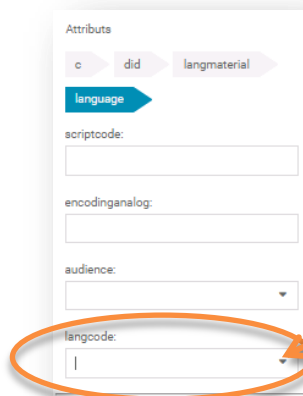 Attributs
c did langmaterial
language
scriptcode:
encodinganalog:
audience:
langcode: